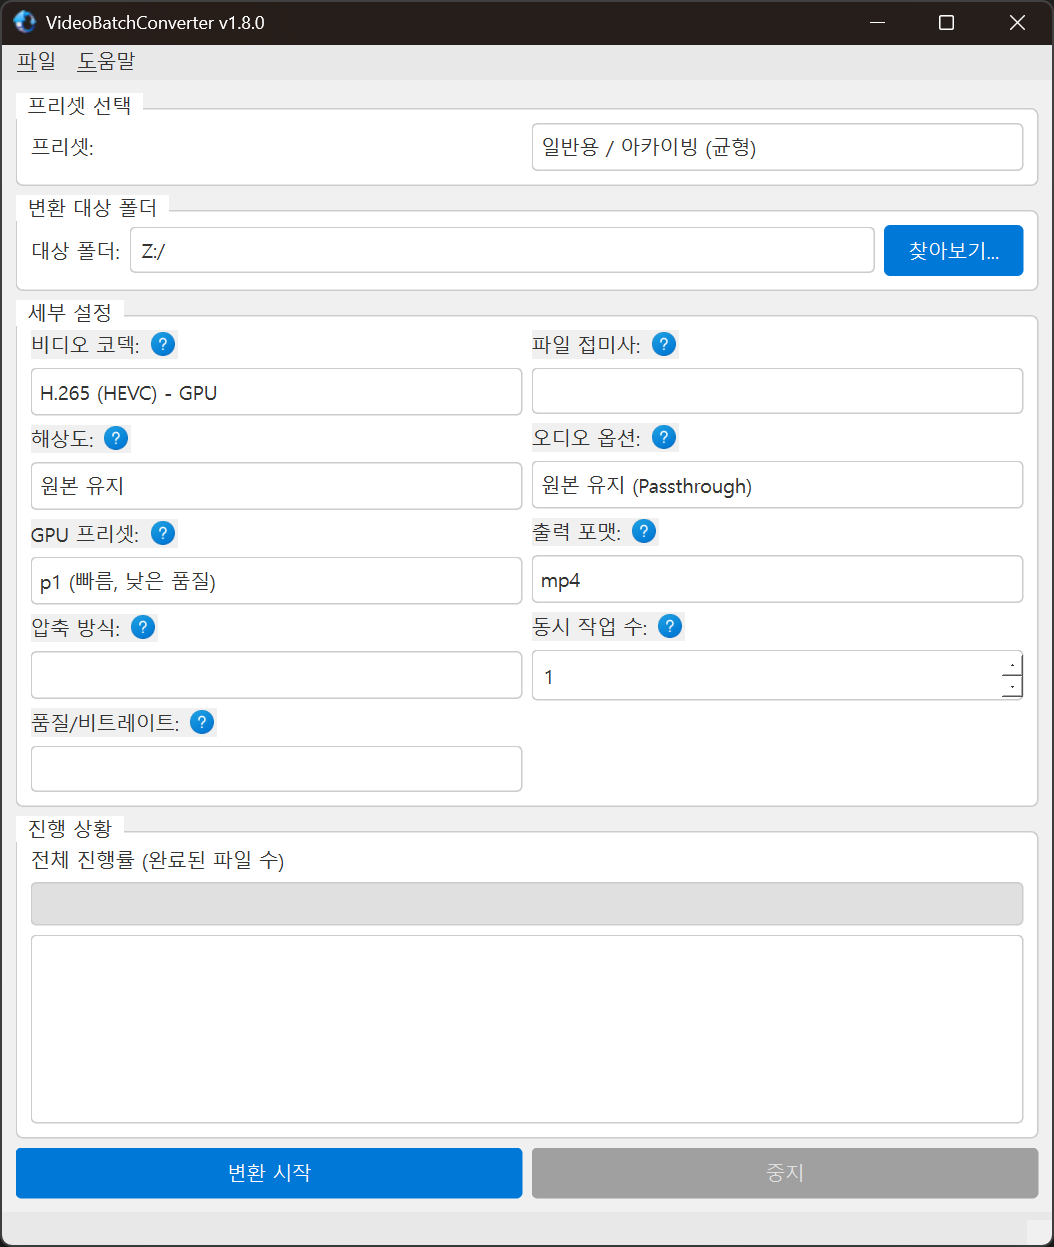 VideoBatchConverter v1.8.0
파일 도움말
프리셋 선택
프리셋: 일반용 / 아카이빙 (균형)
변환 대상 폴더
대상 폴더: Z:/ 찾아보기...
세부 설정
비디오 코덱: ? 파일 접미사: ?
H.265 (HEVC) - GPU
해상도: ? 오디오 옵션: ?
원본 유지 원본 유지 (Passthrough)
GPU 프리셋: ? 출력 포맷: ?
p1 (빠름, 낮은 품질) mp4
압축 방식: ? 동시 작업 수: ?
1
품질/비트레이트: ?
진행 상황
전체 진행률 (완료된 파일 수)
변환 시작 중지